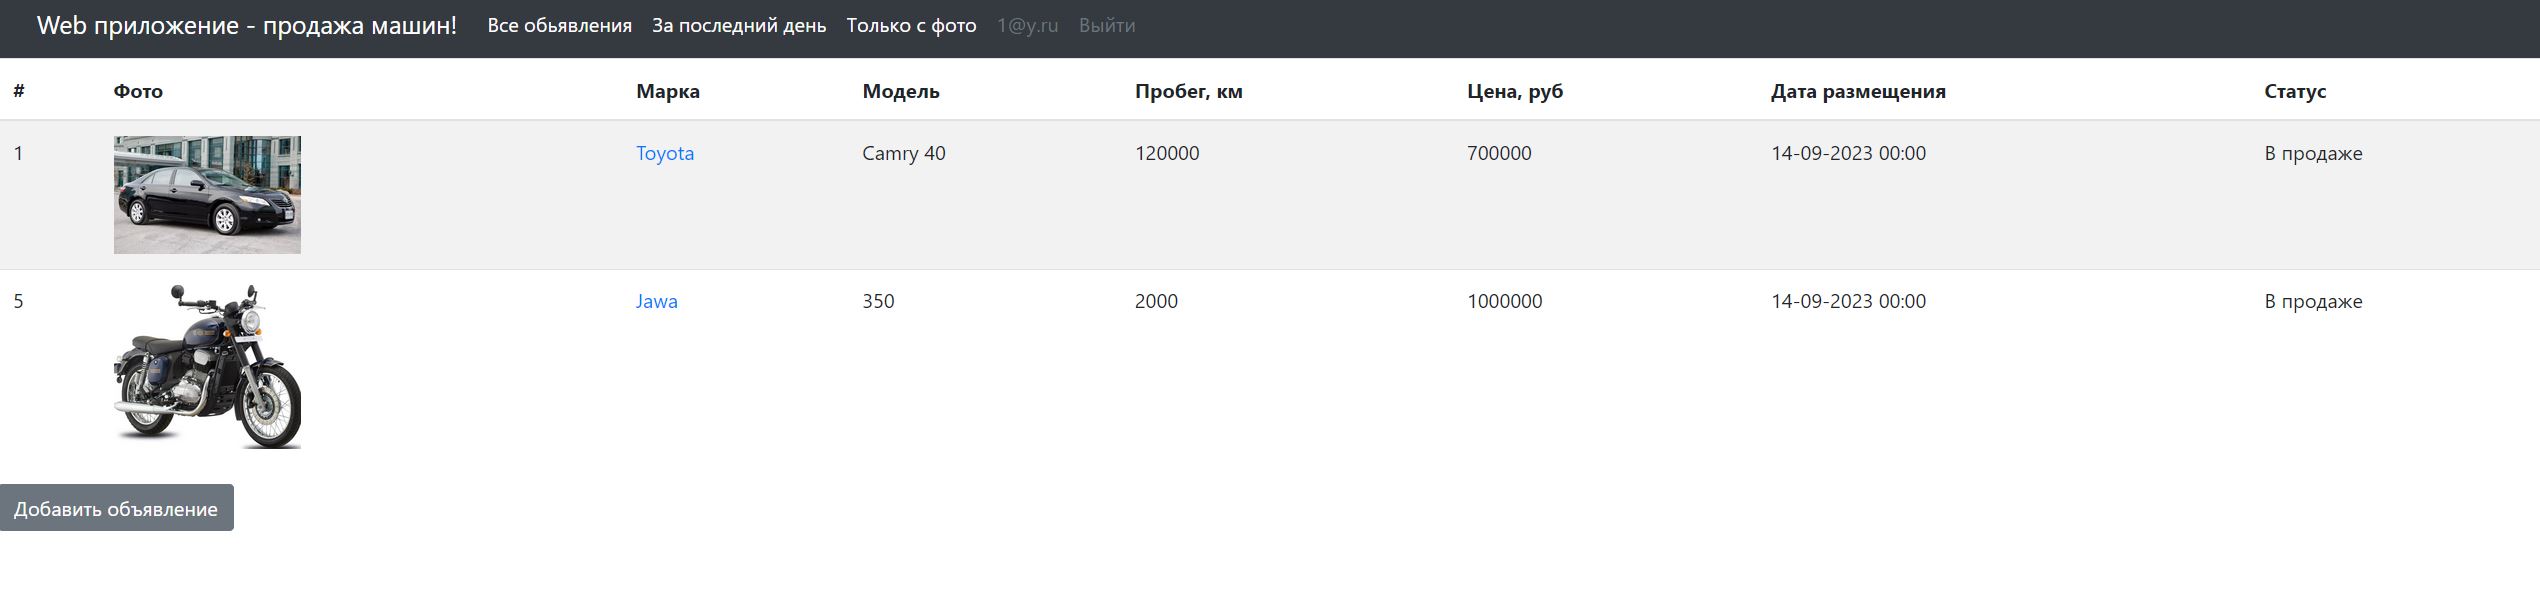 Web приложение - продажа машин! Все обьявления За последний день Только с фото 1@y.ru Выйти
# Фото Марка Модель Пробег, км Цена, руб Дата размещения Статус
1 Toyota Camry 40 120000 700000 14-09-2023 00:00 В продаже
5 Jawa 350 2000 1000000 14-09-2023 00:00 В продаже
Добавить объявление